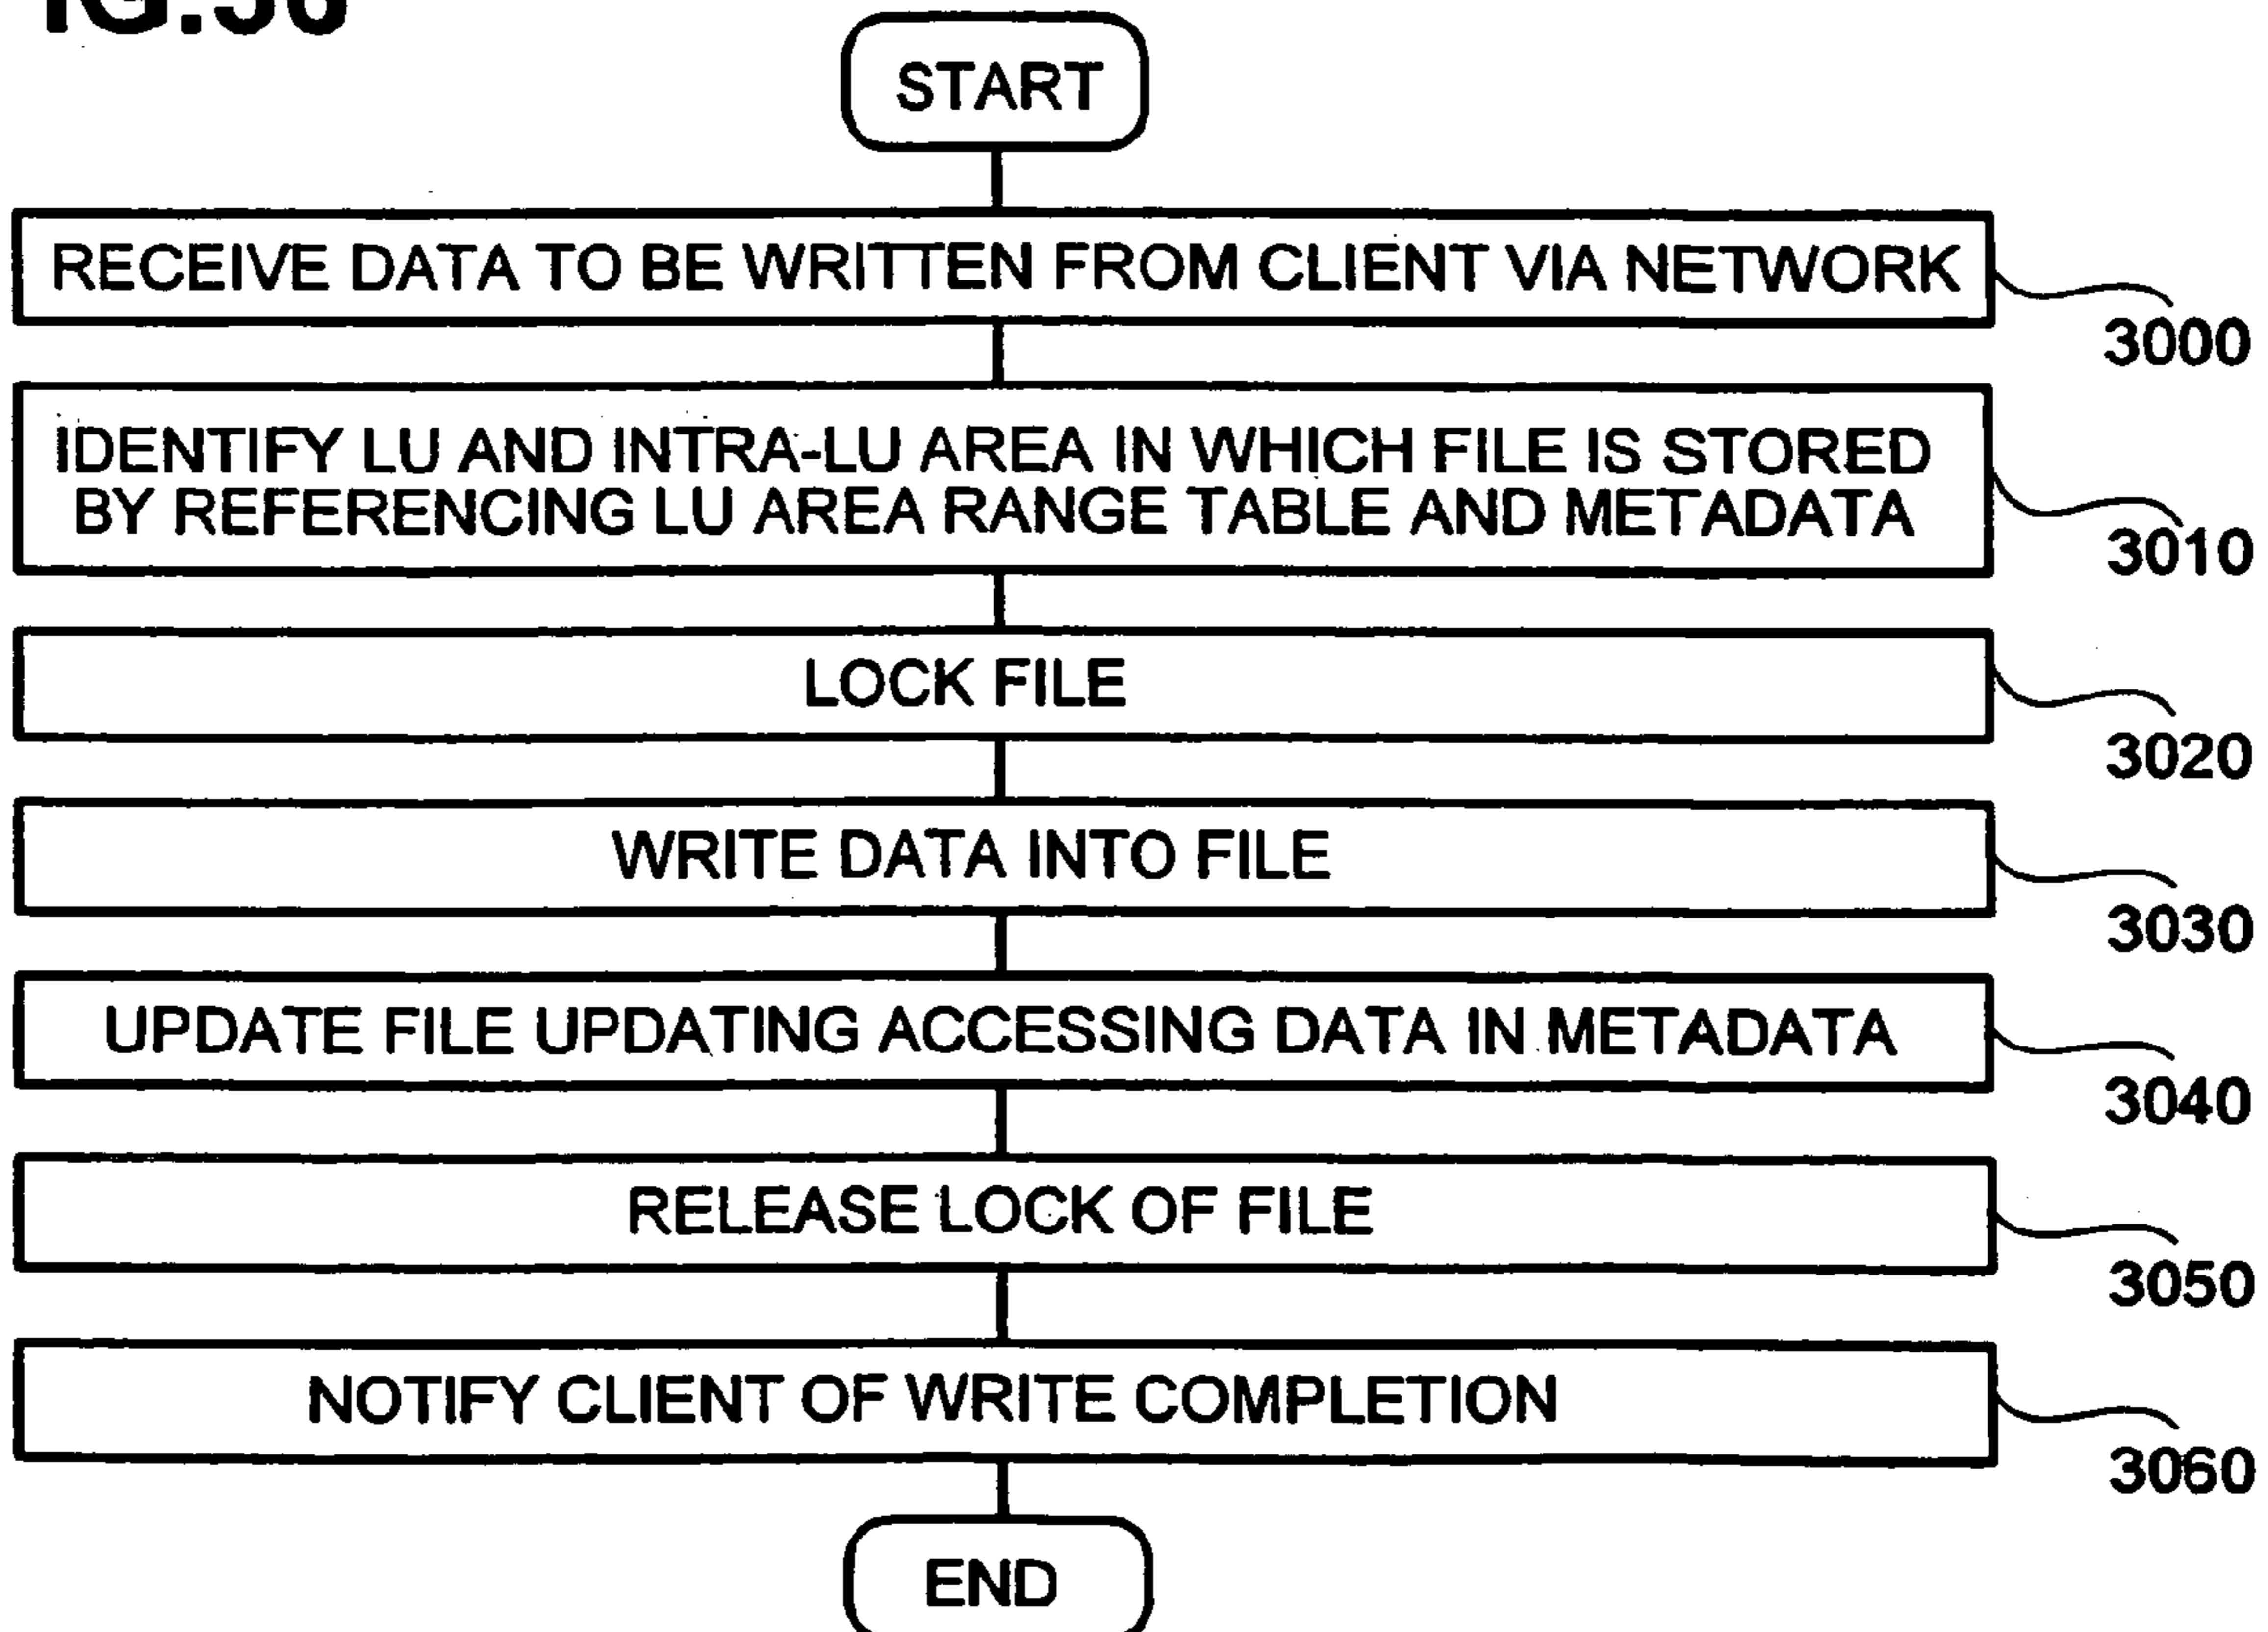 START
RECEIVE DATA TO BE WRITTEN FROM CLIENT VIA NETWORK
3000
IDENTIFY LU AND INTRA-LU AREA IN WHICH FILE IS STORED
BY REFERENCING LU AREA RANGE TABLE AND METADATA
3010
LOCK FILE
3020
WRITE DATA INTO FILE
3030
UPDATE FILE UPDATING ACCESSING DATA IN METADATA
3040
RELEASE LOCK OF FILE
3050
NOTIFY CLIENT OF WRITE COMPLETION
3060
END